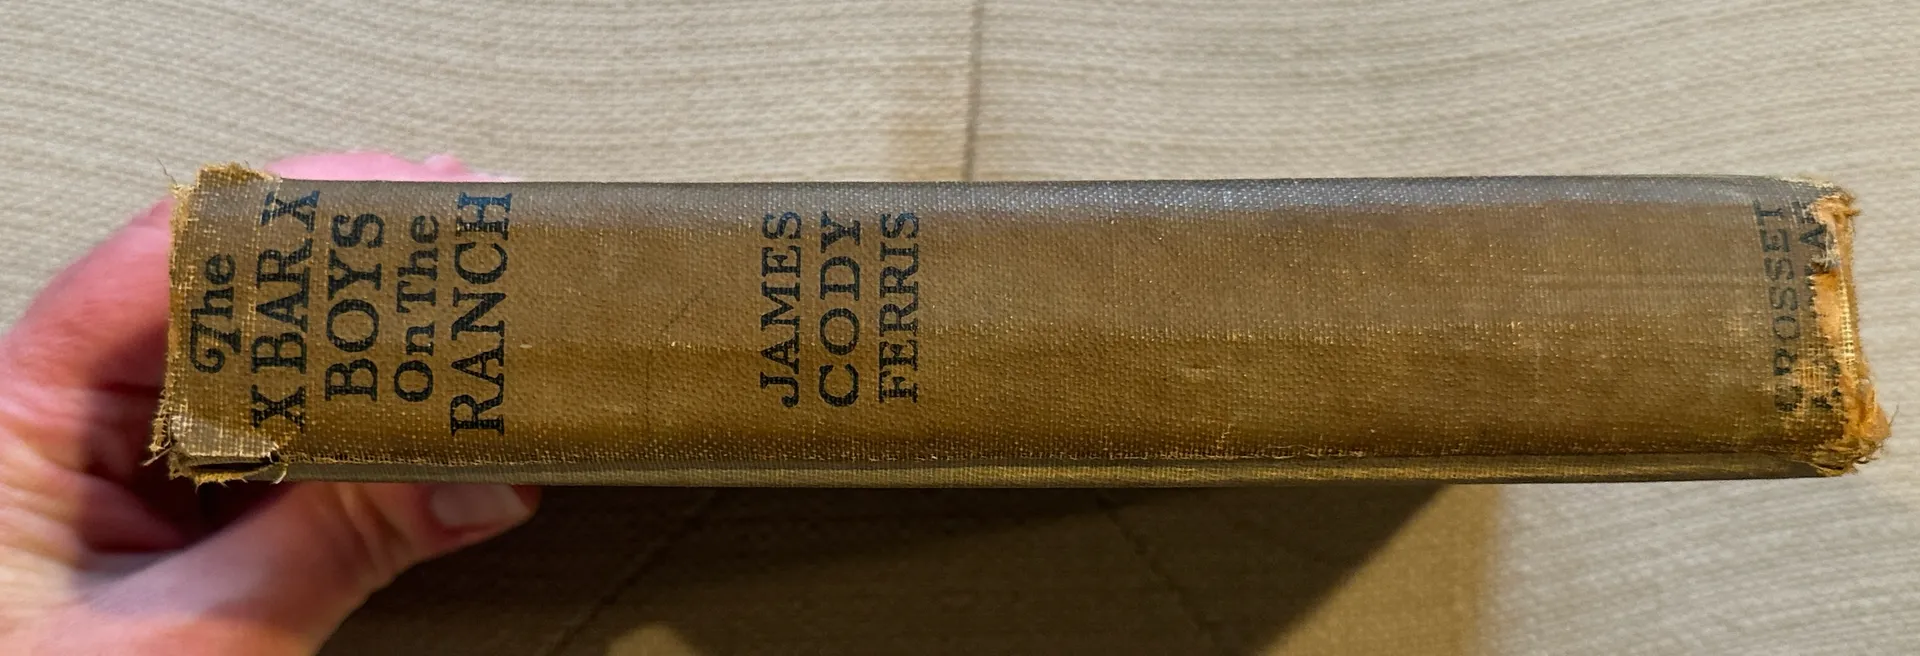 The
X BAR X
BOYS
On The
RANCH
JAMES
CODY
FERRIS
GROSSET